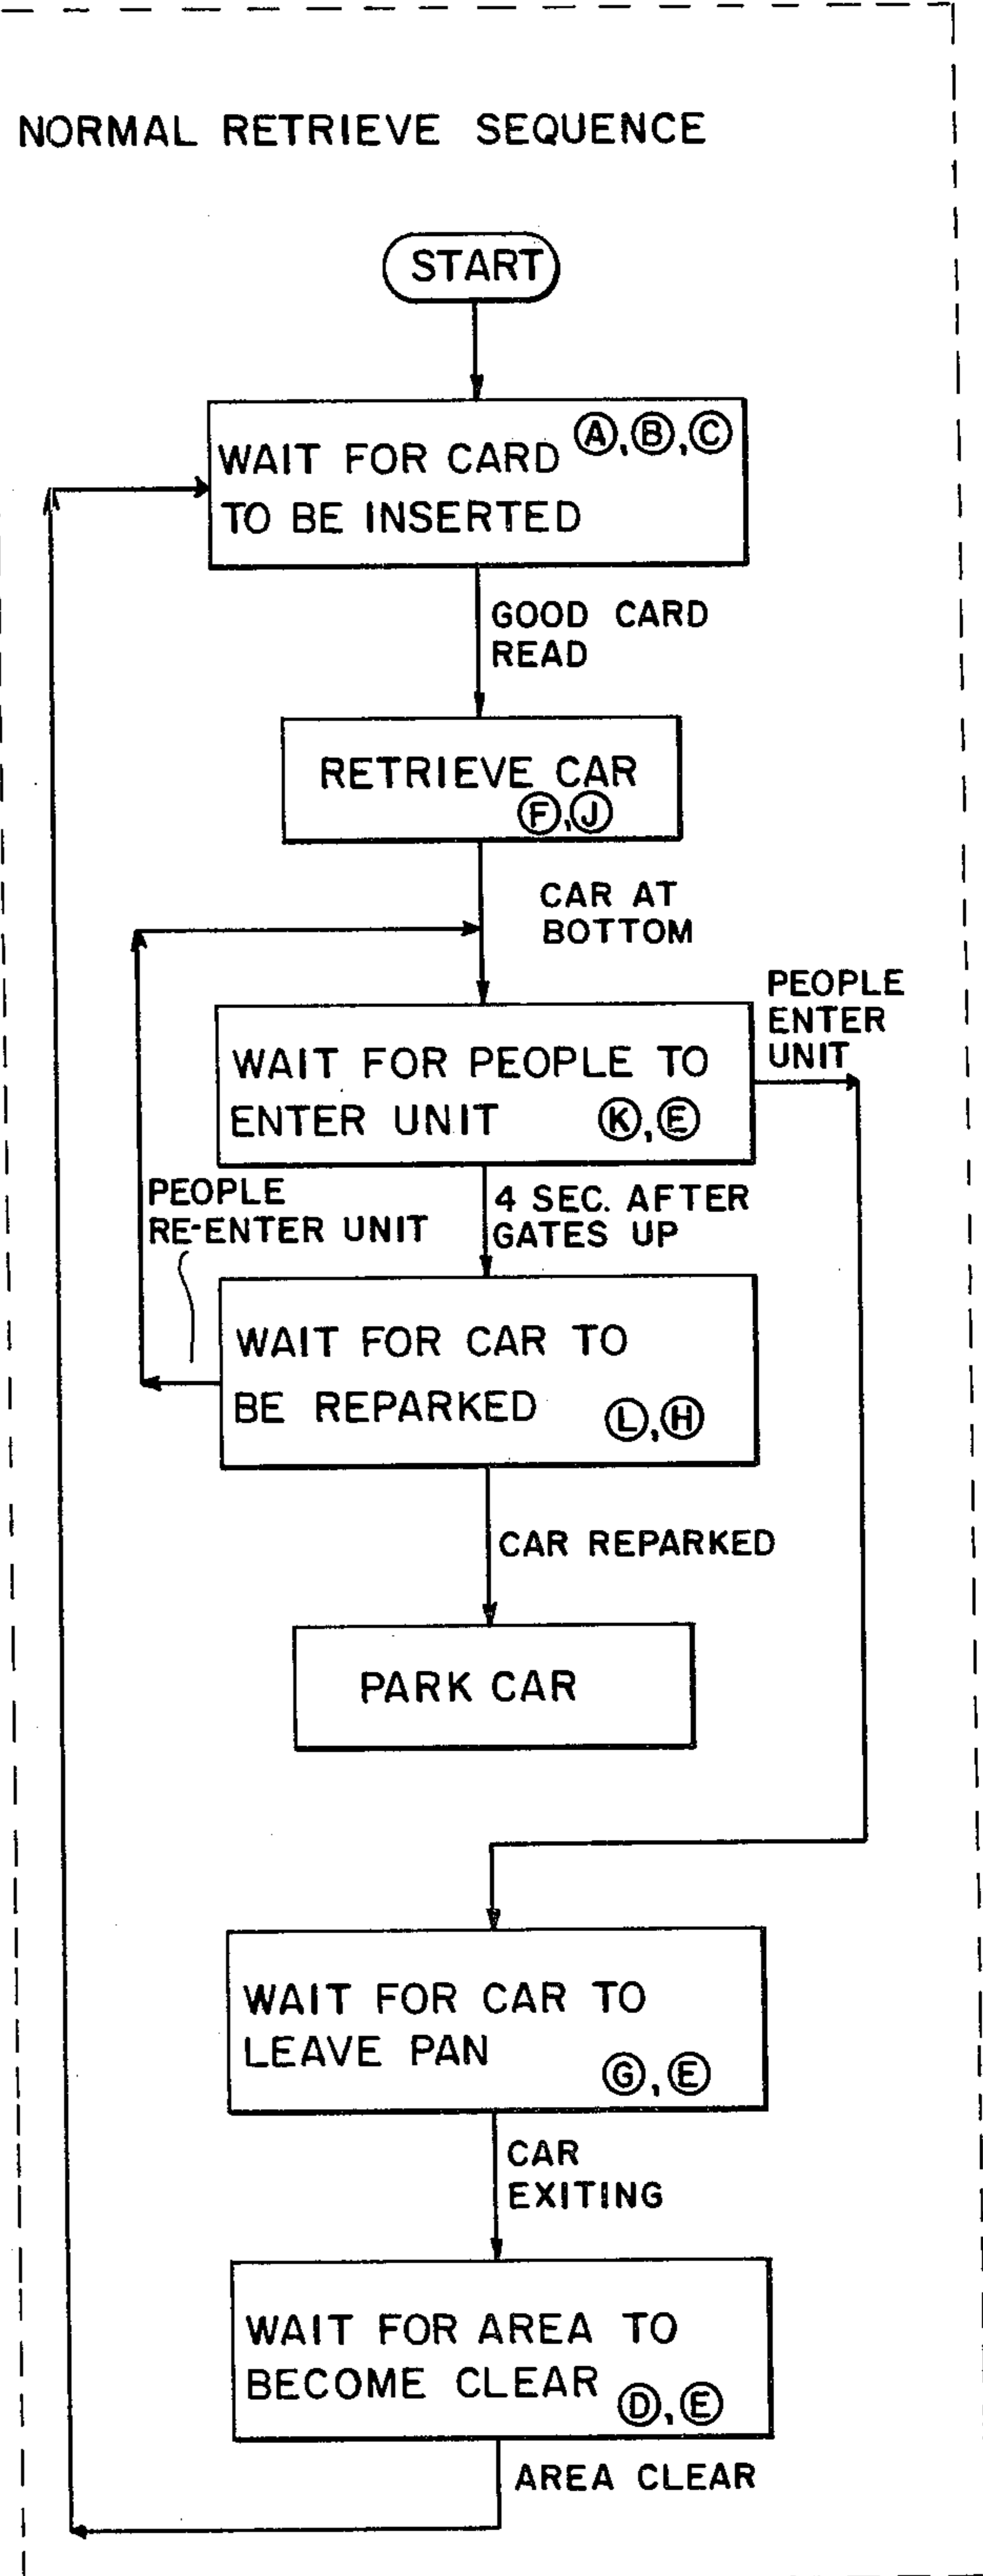 NORMAL RETRIEVE SEQUENCE
START
WAIT FOR CARD Ⓐ,Ⓑ,Ⓒ
TO BE INSERTED
GOOD CARD
READ
RETRIEVE CAR
Ⓕ,Ⓙ
CAR AT
BOTTOM
PEOPLE
ENTER
UNIT
WAIT FOR PEOPLE TO
ENTER UNIT Ⓚ,Ⓔ
PEOPLE
RE-ENTER UNIT
4 SEC. AFTER
GATES UP
WAIT FOR CAR TO
BE REPARKED Ⓛ,Ⓗ
CAR REPARKED
PARK CAR
WAIT FOR CAR TO
LEAVE PAN Ⓖ,Ⓔ
CAR
EXITING
WAIT FOR AREA TO
BECOME CLEAR Ⓓ,Ⓔ
AREA CLEAR